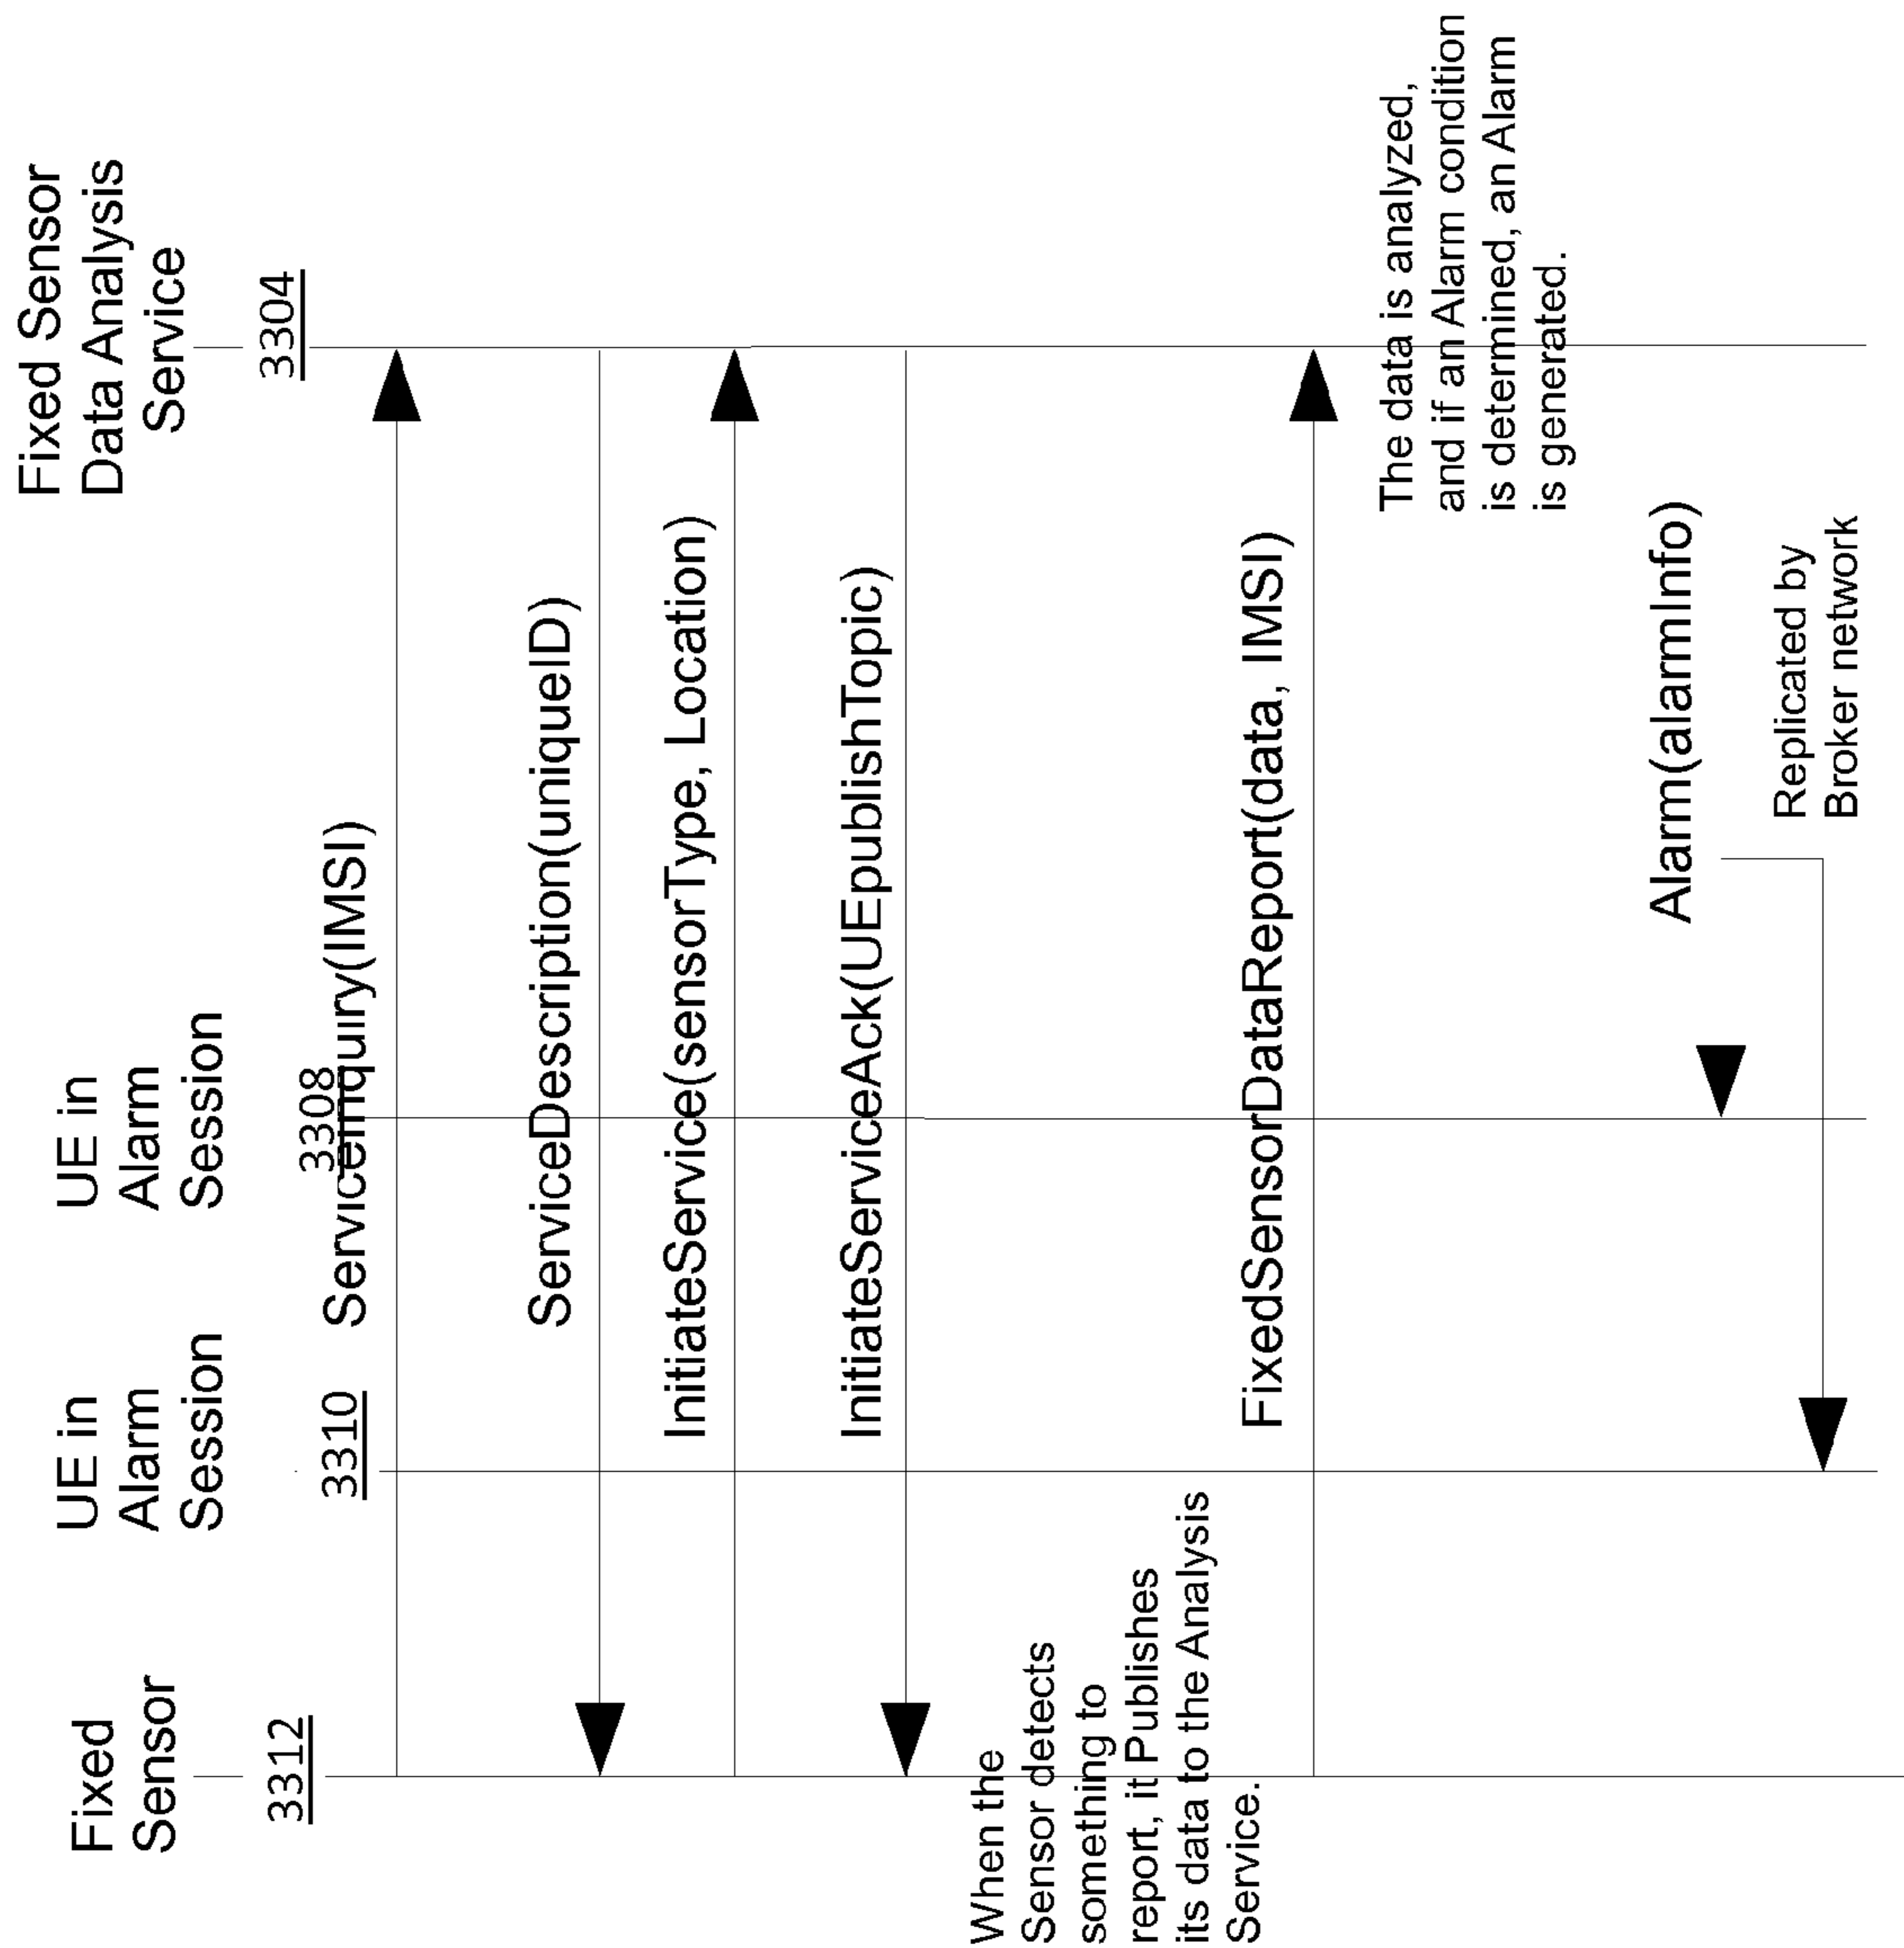 Fixed
Sensor
3312
UE in
Alarm
Session
3310
UE in
Alarm
Session
3308
Fixed Sensor
Data Analysis
Service
3304
ServiceInquiry(IMSI)
ServiceDescription(uniqueID)
InitiateService(sensorType, Location)
InitiateServiceAck(UEpublishTopic)
When the
Sensor detects
something to
report, it Publishes
its data to the Analysis
Service.
FixedSensorDataReport(data, IMSI)
The data is analyzed,
and if an Alarm condition
is determined, an Alarm
is generated.
Alarm(alarmInfo)
Replicated by
Broker network